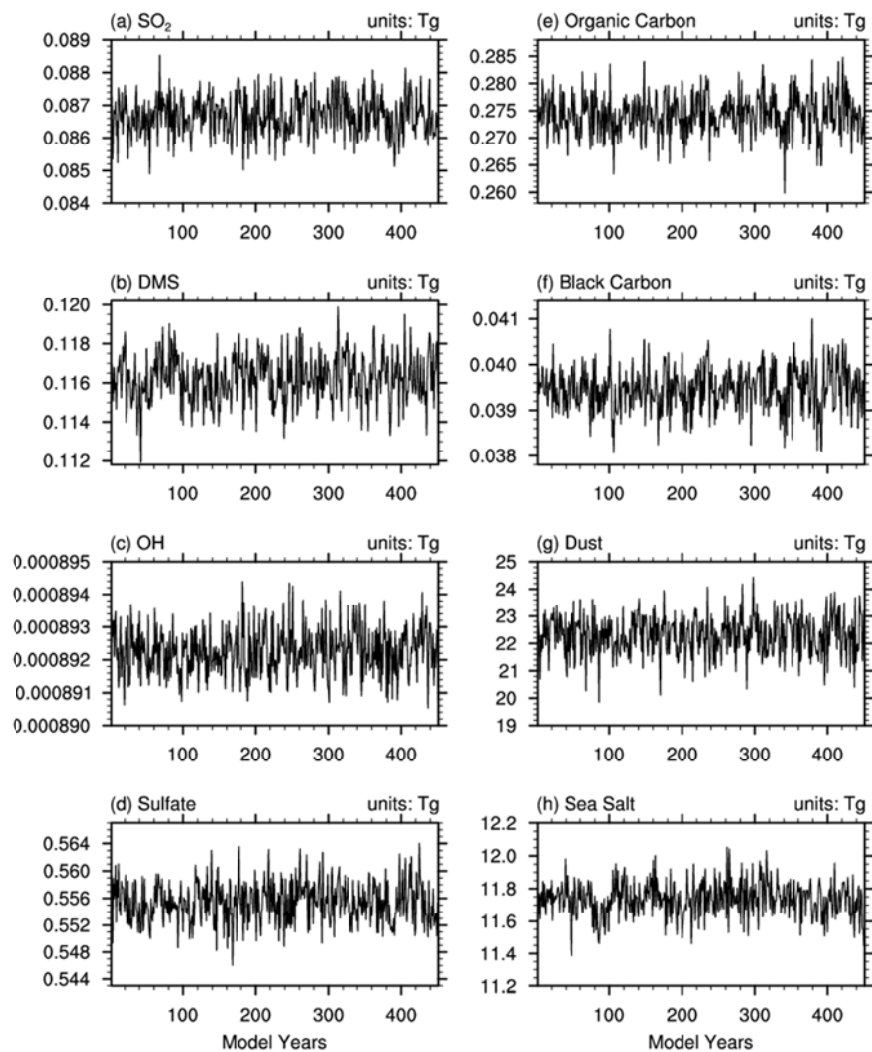 (a) SO₂ units: Tg
0.089
0.088
0.087
0.086
0.085
0.084
100 200 300 400
(b) DMS units: Tg
0.120
0.118
0.116
0.114
0.112
100 200 300 400
(c) OH units: Tg
0.000895
0.000894
0.000893
0.000892
0.000891
0.000890
100 200 300 400
(d) Sulfate units: Tg
0.564
0.560
0.556
0.552
0.548
0.544
100 200 300 400
Model Years
(e) Organic Carbon units: Tg
0.285
0.280
0.275
0.270
0.265
0.260
100 200 300 400
(f) Black Carbon units: Tg
0.041
0.040
0.039
0.038
100 200 300 400
(g) Dust units: Tg
25
24
23
22
21
20
19
100 200 300 400
(h) Sea Salt units: Tg
12.2
12.0
11.8
11.6
11.4
11.2
100 200 300 400
Model Years